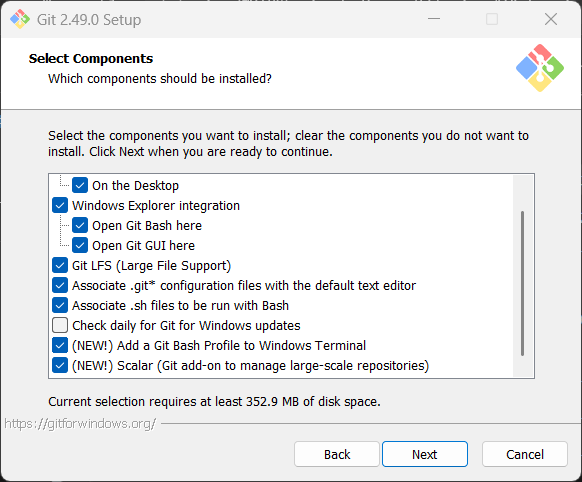 Git 2.49.0 Setup
Select Components
Which components should be installed?
Select the components you want to install; clear the components you do not want to
install. Click Next when you are ready to continue.
On the Desktop
Windows Explorer integration
Open Git Bash here
Open Git GUI here
Git LFS (Large File Support)
Associate .git* configuration files with the default text editor
Associate .sh files to be run with Bash
Check daily for Git for Windows updates
(NEW!) Add a Git Bash Profile to Windows Terminal
(NEW!) Scalar (Git add-on to manage large-scale repositories)
Current selection requires at least 352.9 MB of disk space.
https://gitforwindows.org/
Back Next Cancel